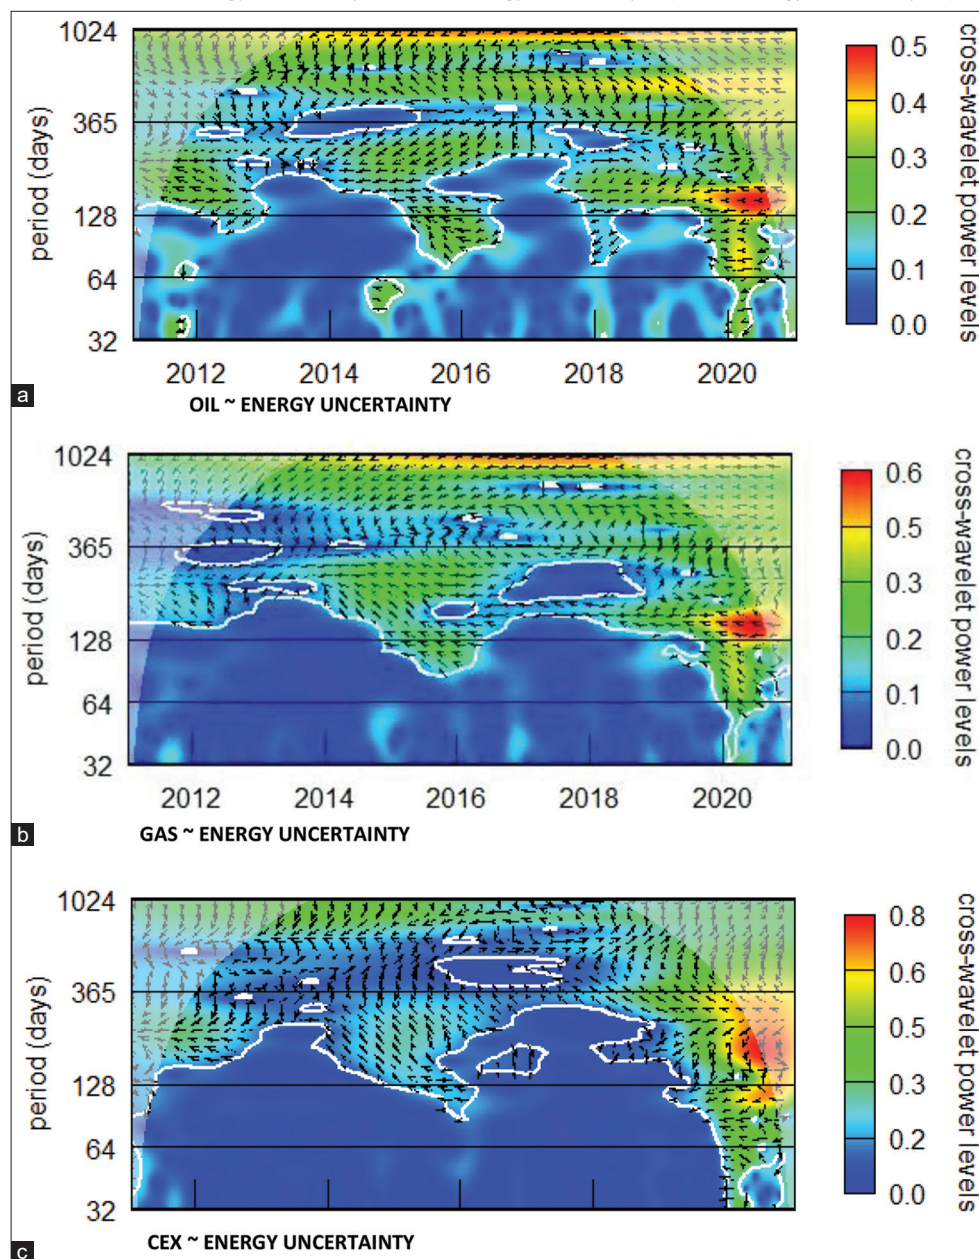 1024
365
128
64
32
period (days)
2012 2014 2016 2018 2020
0.5
0.4
0.3
0.2
0.1
0.0
cross-wavelet power levels
a
OIL ~ ENERGY UNCERTAINTY
1024
365
128
64
32
period (days)
2012 2014 2016 2018 2020
0.6
0.5
0.3
0.2
0.1
0.0
cross-wavelet power levels
b
GAS ~ ENERGY UNCERTAINTY
1024
365
128
64
32
period (days)
0.8
0.6
0.5
0.3
0.2
0.0
cross-wavelet power levels
c
CEX ~ ENERGY UNCERTAINTY